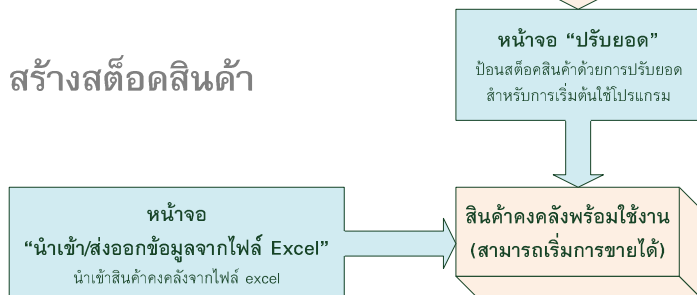 หน้าจอ “ปรับยอด”
ป้อนสต็อคสินค้าด้วยการปรับยอด
สำหรับการเริ่มต้นใช้โปรแกรม
สร้างสต็อคสินค้า
หน้าจอ
“นำเข้า/ส่งออกข้อมูลจากไฟล์ Excel”
นำเข้าสินค้าคงคลังจากไฟล์ excel
สินค้าคงคลังพร้อมใช้งาน
(สามารถเริ่มการขายได้)